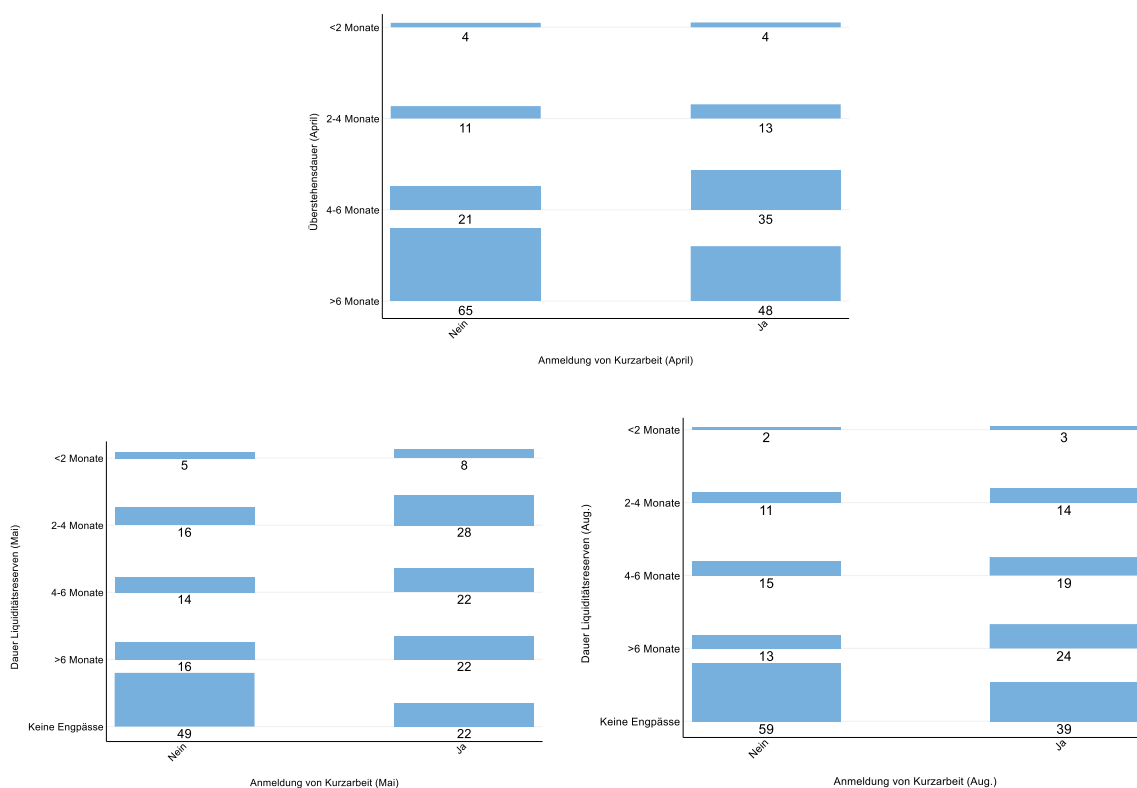 <2 Monate
4 4
2-4 Monate
11 13
Überstehensdauer (April)
4-6 Monate
21 35
>6 Monate
65 48
Nein Ja
Anmeldung von Kurzarbeit (April)
<2 Monate
5 8
2-4 Monate
16 28
Dauer Liquiditätsreserven (Mai)
4-6 Monate
14 22
>6 Monate
16 22
Keine Engpässe
49 22
Nein Ja
Anmeldung von Kurzarbeit (Mai)
<2 Monate
2 3
2-4 Monate
11 14
Dauer Liquiditätsreserven (Aug.)
4-6 Monate
15 19
>6 Monate
13 24
Keine Engpässe
59 39
Nein Ja
Anmeldung von Kurzarbeit (Aug.)